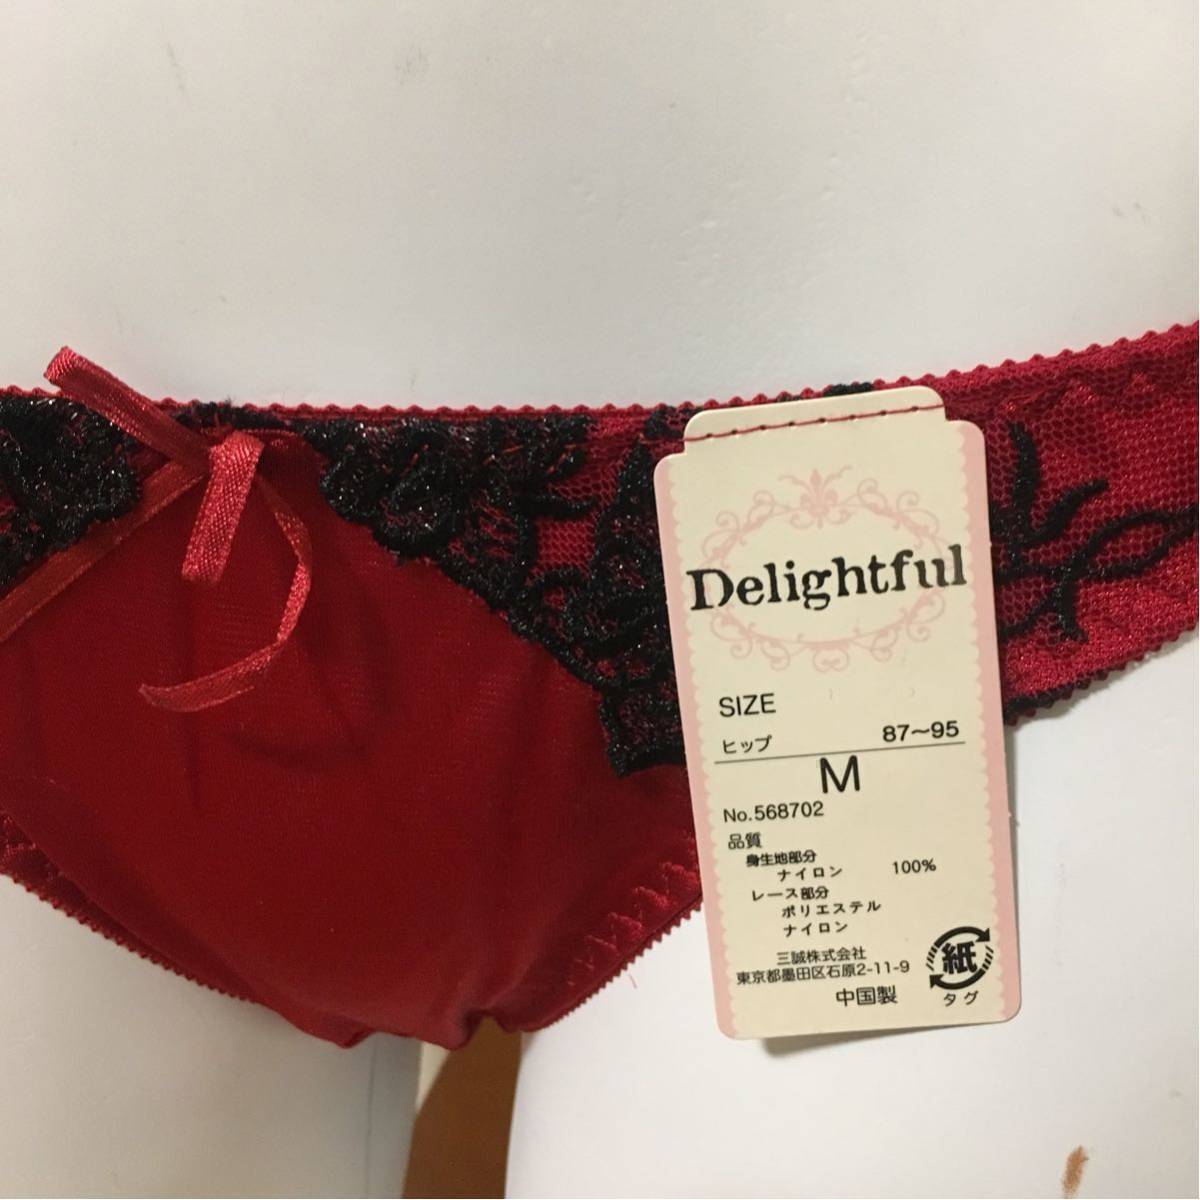 Delightful
SIZE
ヒップ 87〜95
M
No.568702
品質
身生地部分
ナイロン 100%
レース部分
ポリエステル
ナイロン
三誠株式会社
東京都墨田区石原2-11-9
中国製
紙
タグ